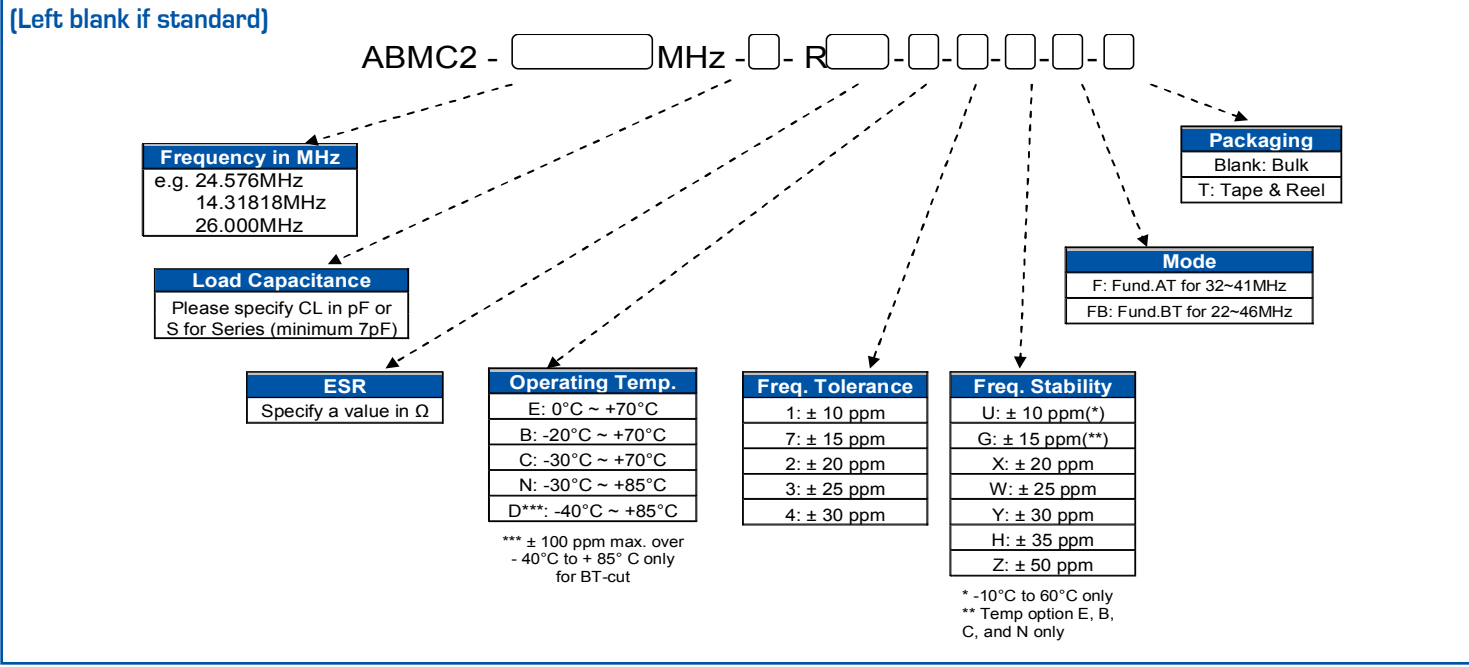 (Left blank if standard)
ABMC2 - MHz - - R - - - - -
Frequency in MHz
e.g. 24.576MHz
14.31818MHz
26.000MHz
Load Capacitance
Please specify CL in pF or
S for Series (minimum 7pF)
ESR
Specify a value in Ω
Operating Temp.
E: 0°C ~ +70°C
B: -20°C ~ +70°C
C: -30°C ~ +70°C
N: -30°C ~ +85°C
D***: -40°C ~ +85°C
*** ± 100 ppm max. over
- 40°C to + 85° C only
for BT-cut
Freq. Tolerance
1: ± 10 ppm
7: ± 15 ppm
2: ± 20 ppm
3: ± 25 ppm
4: ± 30 ppm
Freq. Stability
U: ± 10 ppm(*)
G: ± 15 ppm(**)
X: ± 20 ppm
W: ± 25 ppm
Y: ± 30 ppm
H: ± 35 ppm
Z: ± 50 ppm
* -10°C to 60°C only
** Temp option E, B,
C, and N only
Mode
F: Fund.AT for 32~41MHz
FB: Fund.BT for 22~46MHz
Packaging
Blank: Bulk
T: Tape & Reel